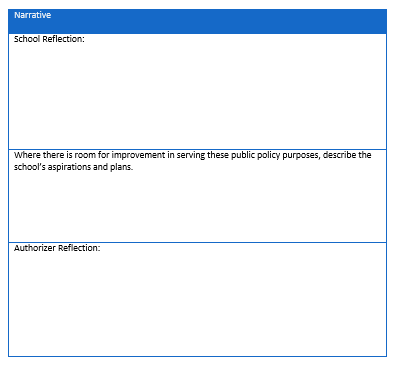 Narrative
School Reflection:
Where there is room for improvement in serving these public policy purposes, describe the
school's aspirations and plans.
Authorizer Reflection: